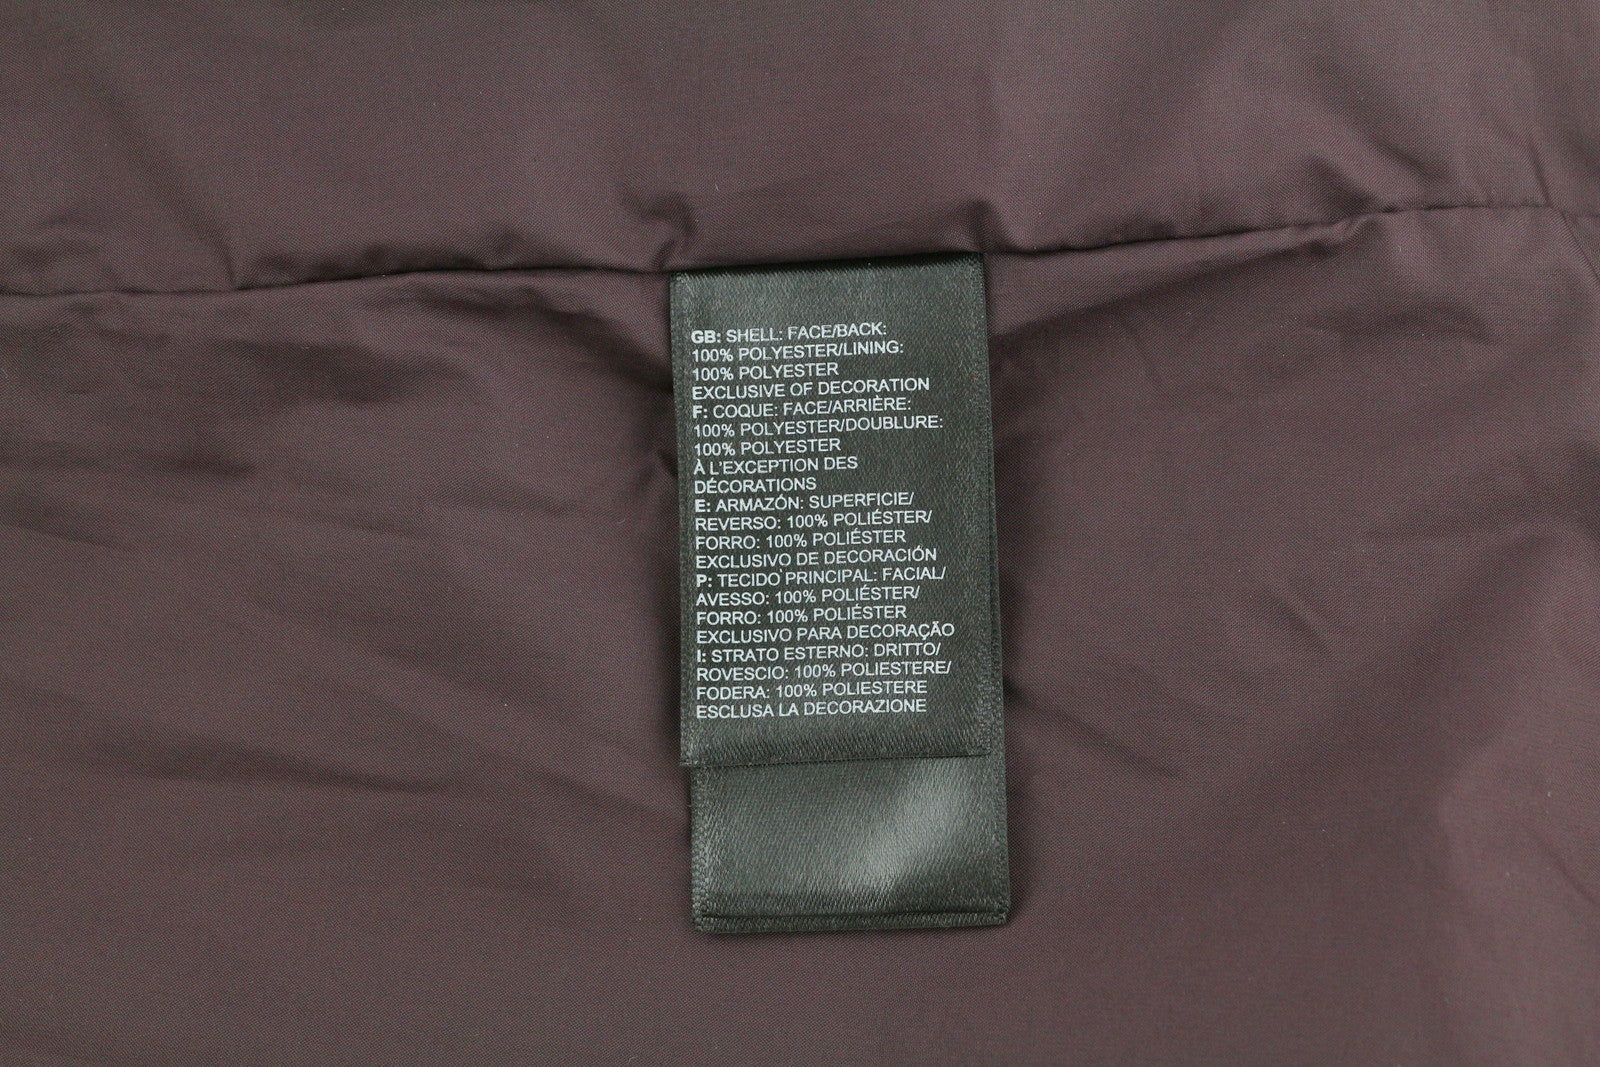 GB: SHELL: FACE/BACK:
100% POLYESTER/LINING:
100% POLYESTER
EXCLUSIVE OF DECORATION
F: COQUE: FACE/ARRIÈRE:
100% POLYESTER/DOUBLURE:
100% POLYESTER
À L'EXCEPTION DES
DÉCORATIONS
E: ARMAZÓN: SUPERFICIE/
REVERSO: 100% POLIÉSTER/
FORRO: 100% POLIÉSTER
EXCLUSIVO DE DECORACIÓN
P: TECIDO PRINCIPAL: FACIAL/
AVESSO: 100% POLIÉSTER/
FORRO: 100% POLIÉSTER
EXCLUSIVO PARA DECORAÇÃO
I: STRATO ESTERNO: DRITTO/
ROVESCIO: 100% POLIESTERE/
FODERA: 100% POLIESTERE
ESCLUSA LA DECORAZIONE